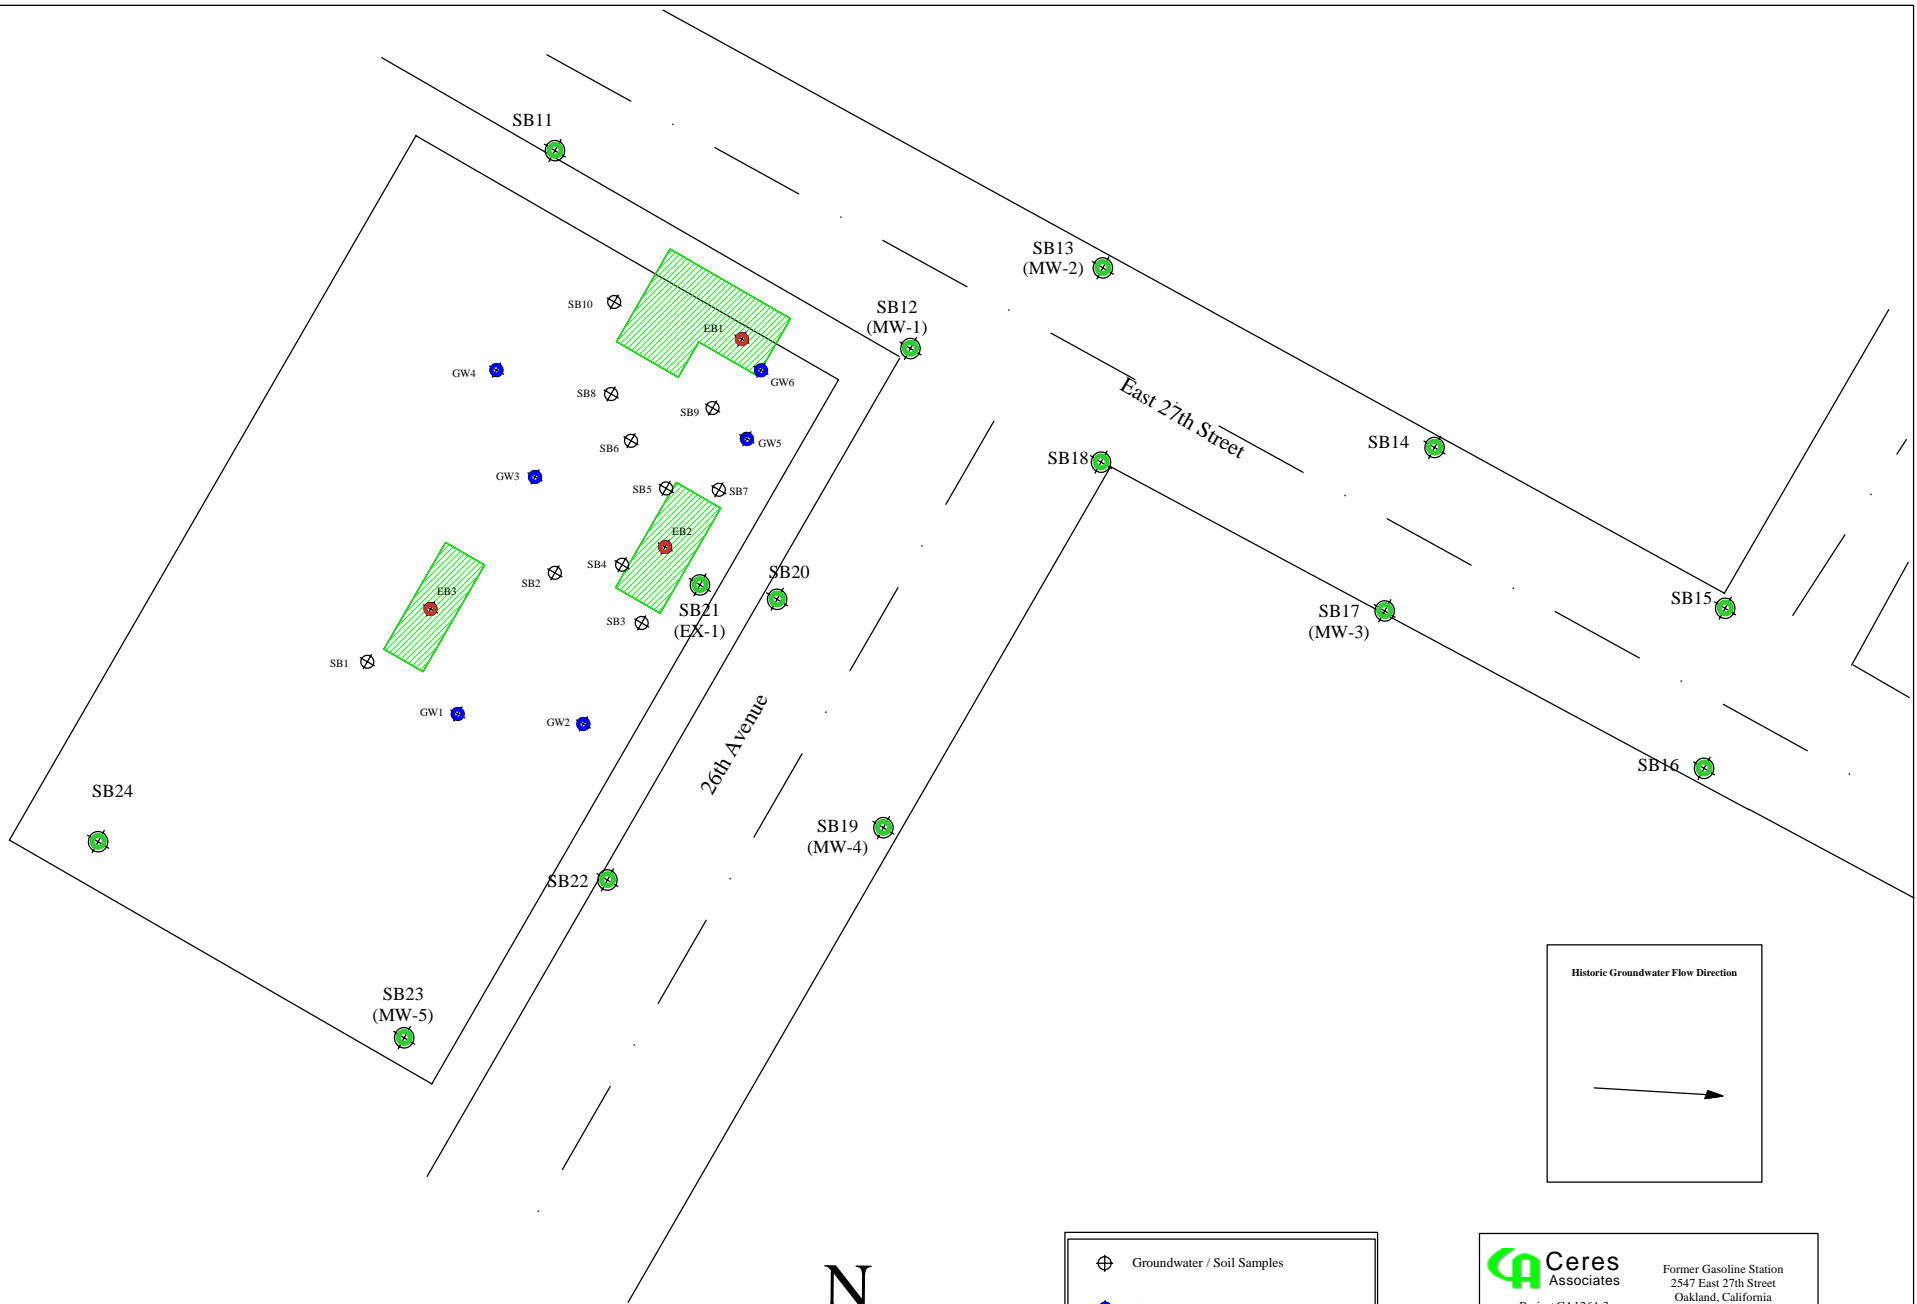 SB11
SB13
(MW-2)
SB12
(MW-1)
SB10
EB1
GW4
GW6
SB8
SB9
East 27th Street
SB6
GW5
SB14
SB18
GW3
SB5
SB7
EB2
SB4
SB2
SB20
EB3
SB21
(EX-1)
SB3
SB17
(MW-3)
SB15
SB1
GW1
GW2
26th Avenue
SB16
SB24
SB19
(MW-4)
SB22
SB23
(MW-5)
Historic Groundwater Flow Direction
N
Groundwater / Soil Samples
CA Ceres
Associates
Former Gasoline Station
2547 East 27th Street
Oakland, California